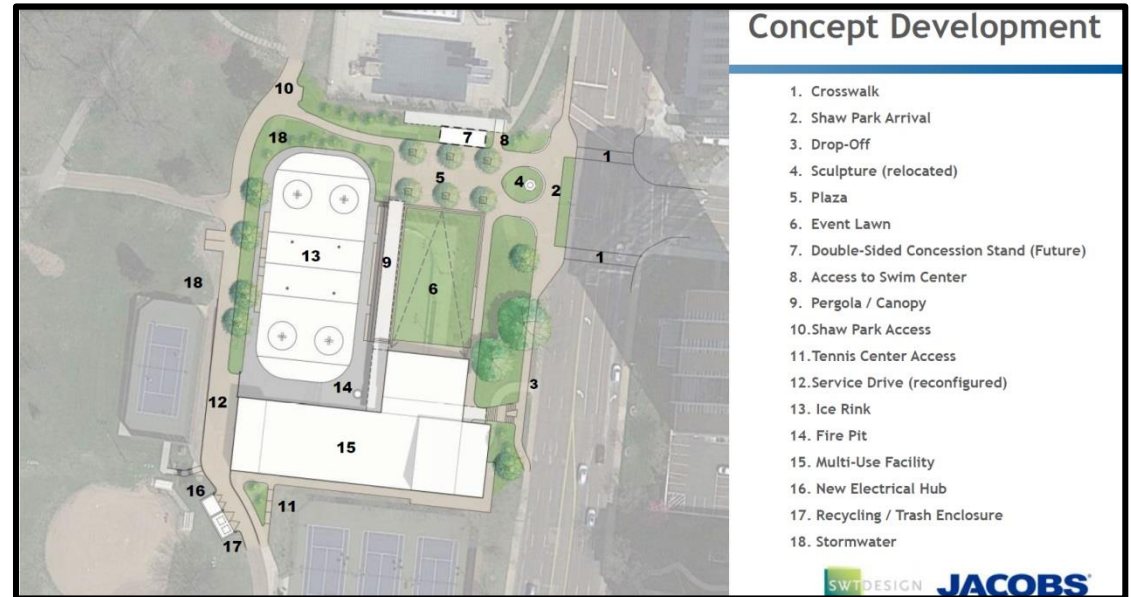 Concept Development
1. Crosswalk
2. Shaw Park Arrival
3. Drop-Off
4. Sculpture (relocated)
5. Plaza
6. Event Lawn
7. Double-Sided Concession Stand (Future)
8. Access to Swim Center
9. Pergola / Canopy
10.Shaw Park Access
11.Tennis Center Access
12.Service Drive (reconfigured)
13. Ice Rink
14. Fire Pit
15. Multi-Use Facility
16. New Electrical Hub
17. Recycling / Trash Enclosure
18. Stormwater
SWTDESIGN JACOBS
10
18
7
8
1
5
4
2
13
9
1
6
18
14
3
12
15
16
11
17